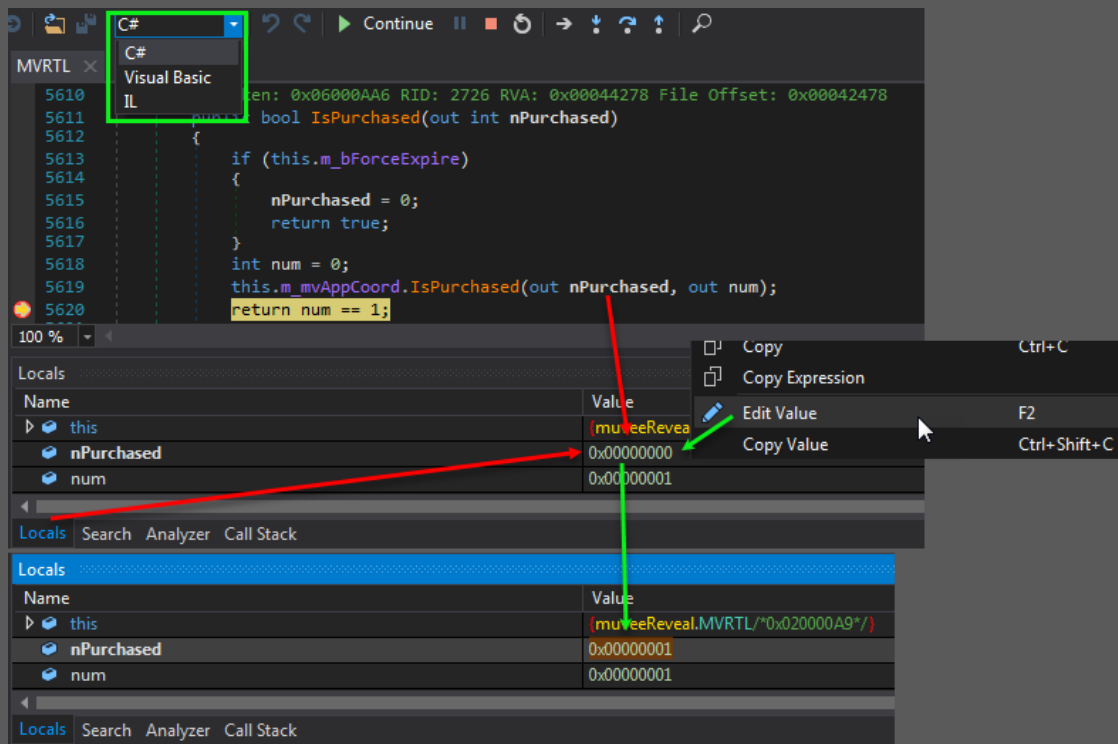 C#
Continue
C#
Visual Basic
IL
MVRTL
5610 ken: 0x06000AA6 RID: 2726 RVA: 0x00044278 File Offset: 0x00042478
5611 public bool IsPurchased(out int nPurchased)
5612 {
5613 if (this.m_bForceExpire)
5614 {
5615 nPurchased = 0;
5616 return true;
5617 }
5618 int num = 0;
5619 this.m_mvAppCoord.IsPurchased(out nPurchased, out num);
5620 return num == 1;
100 %
Copy Ctrl+C
Copy Expression
Edit Value F2
Copy Value Ctrl+Shift+C
Locals
Name Value
this {muveeReveal
nPurchased 0x00000000
num 0x00000001
Locals Search Analyzer Call Stack
Locals
Name Value
this {muveeReveal.MVRTL/*0x020000A9*/}
nPurchased 0x00000001
num 0x00000001
Locals Search Analyzer Call Stack